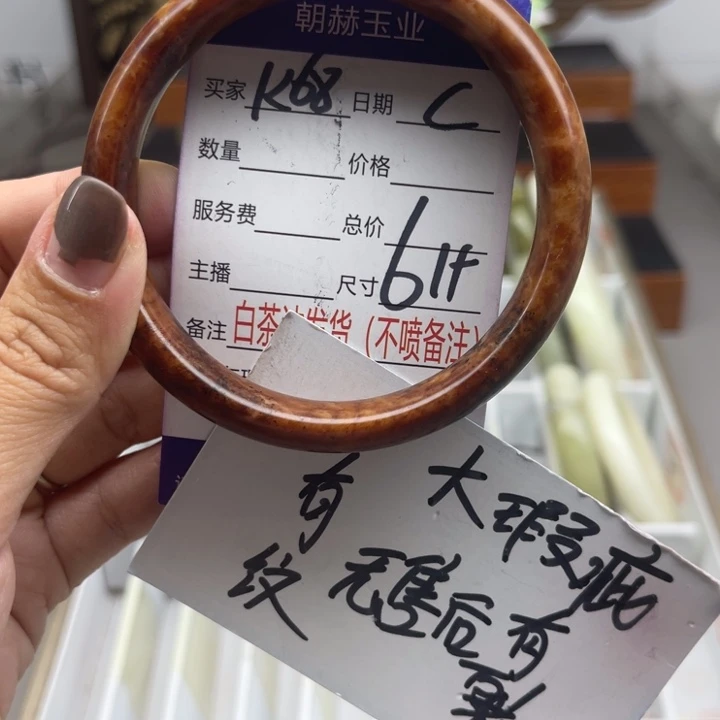 朝赫玉业
买家 K68 日期 C
数量 价格
服务费 总价
主播 尺寸 61t
备注 白茶 发货（不喷备注）
有纹
大瑕疵
无售后有